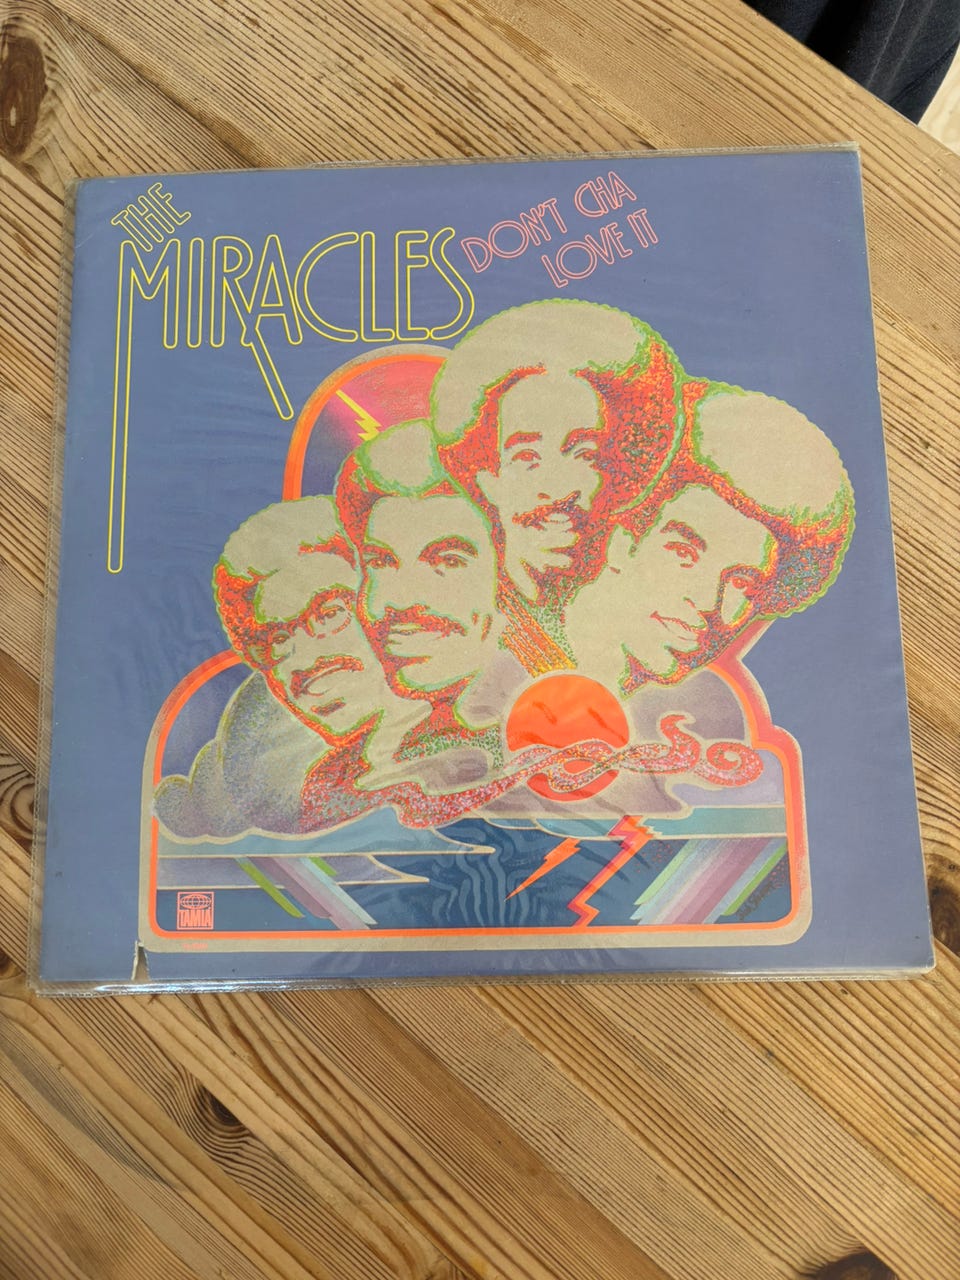 THE
MIRACLES
DON'T CHA
LOVE IT
TAMLA